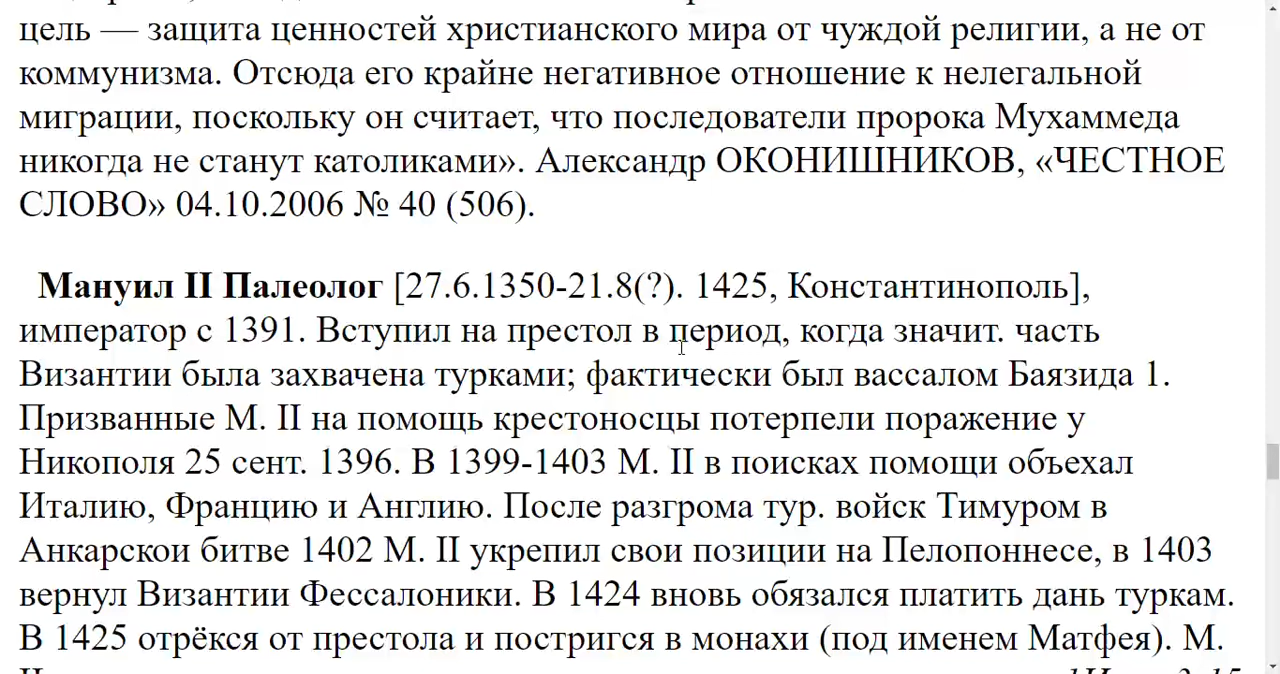 цель — защита ценностей христианского мира от чуждой религии, а не от
коммунизма. Отсюда его крайне негативное отношение к нелегальной
миграции, поскольку он считает, что последователи пророка Мухаммеда
никогда не станут католиками». Александр ОКОНИШНИКОВ, «ЧЕСТНОЕ
СЛОВО» 04.10.2006 № 40 (506).
Мануил II Палеолог [27.6.1350-21.8(?). 1425, Константинополь],
император с 1391. Вступил на престол в период, когда значит. часть
Византии была захвачена турками; фактически был вассалом Баязида 1.
Призванные М. II на помощь крестоносцы потерпели поражение у
Никополя 25 сент. 1396. В 1399-1403 М. II в поисках помощи объехал
Италию, Францию и Англию. После разгрома тур. войск Тимуром в
Анкарскои битве 1402 М. II укрепил свои позиции на Пелопоннесе, в 1403
вернул Византии Фессалоники. В 1424 вновь обязался платить дань туркам.
В 1425 отрёкся от престола и постригся в монахи (под именем Матфея). М.